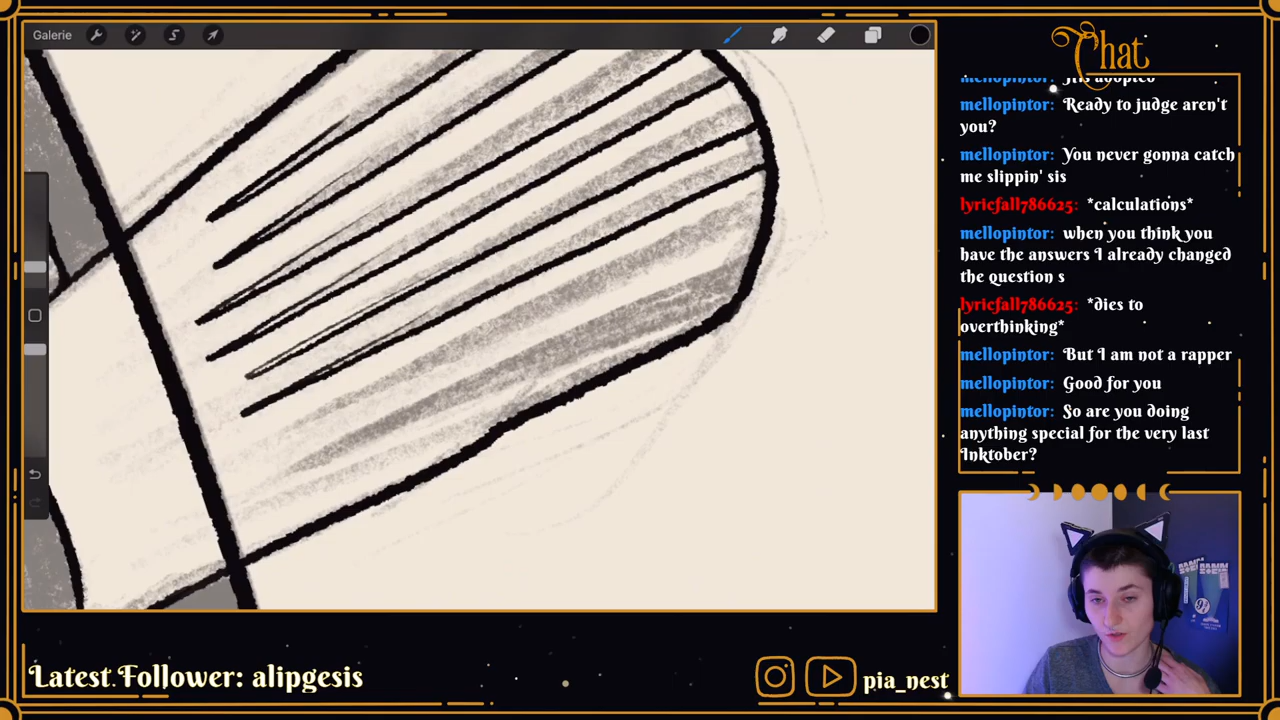 Galerie
Chat
mellopintor:
mellopintor: Ready to judge aren't
you?
mellopintor: You never gonna catch
me slippin' sis
lyricfall786625: *calculations*
mellopintor: when you think you
have the answers I already changed
the question s
lyricfall786625: *dies to
overthinking*
mellopintor: But I am not a rapper
mellopintor: Good for you
mellopintor: So are you doing
anything special for the very last
Inktober?
Latest Follower: alipgesis
pia_nest